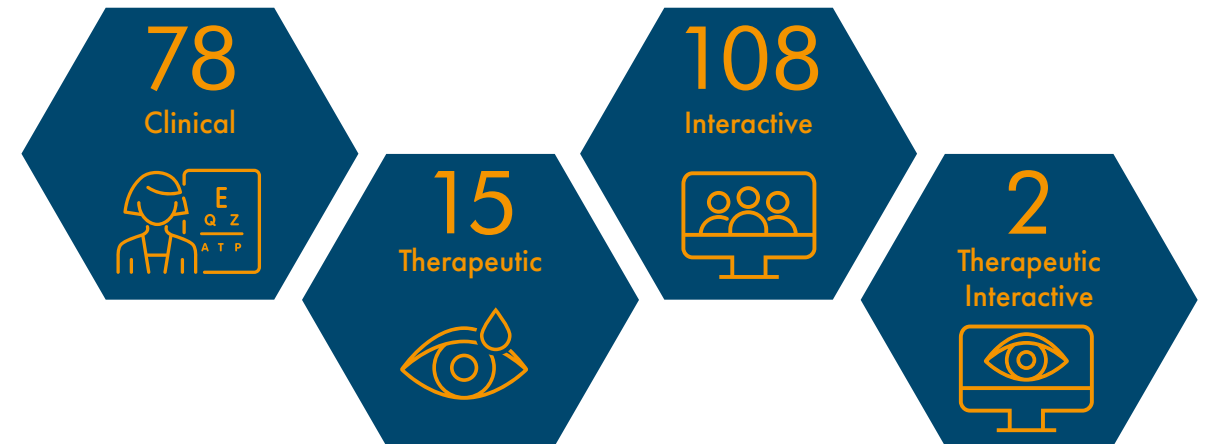 78
Clinical
E
Q Z
A T P
15
Therapeutic
108
Interactive
2
Therapeutic
Interactive